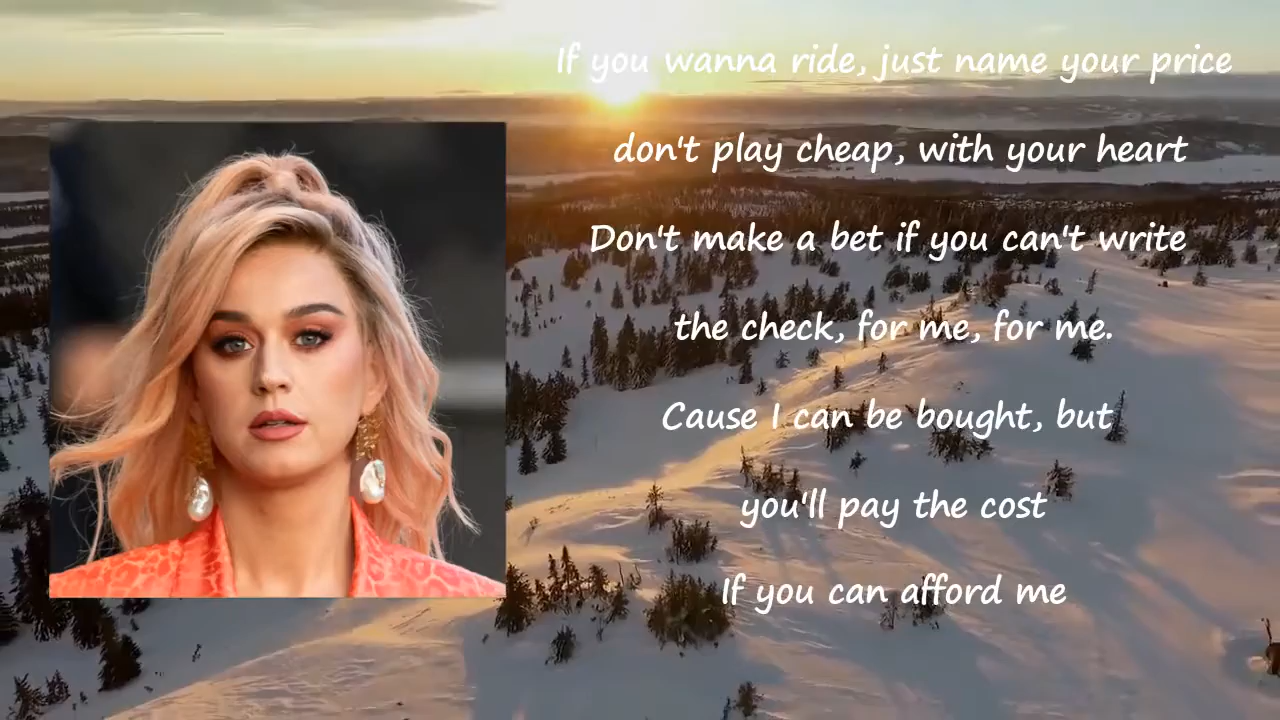 If you wanna ride, just name your price
don't play cheap, with your heart
Don't make a bet if you can't write
the check, for me, for me.
Cause I can be bought, but
you'll pay the cost
If you can afford me